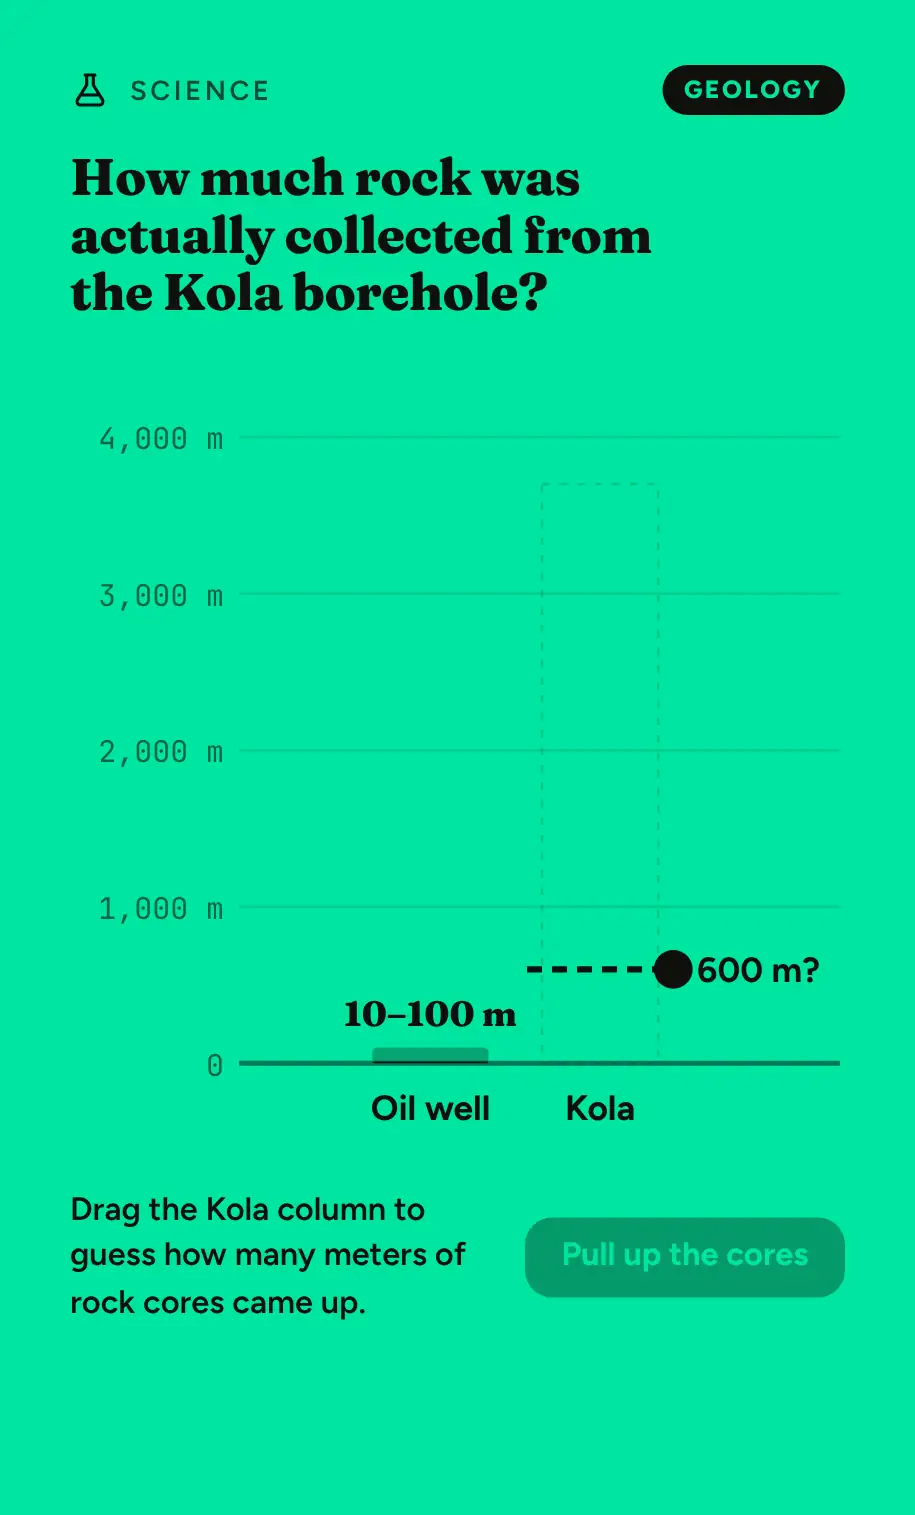 SCIENCE
GEOLOGY
How much rock was
actually collected from
the Kola borehole?
4,000 m
3,000 m
2,000 m
1,000 m
600 m?
10–100 m
0
Oil well
Kola
Drag the Kola column to
guess how many meters of
rock cores came up.
Pull up the cores